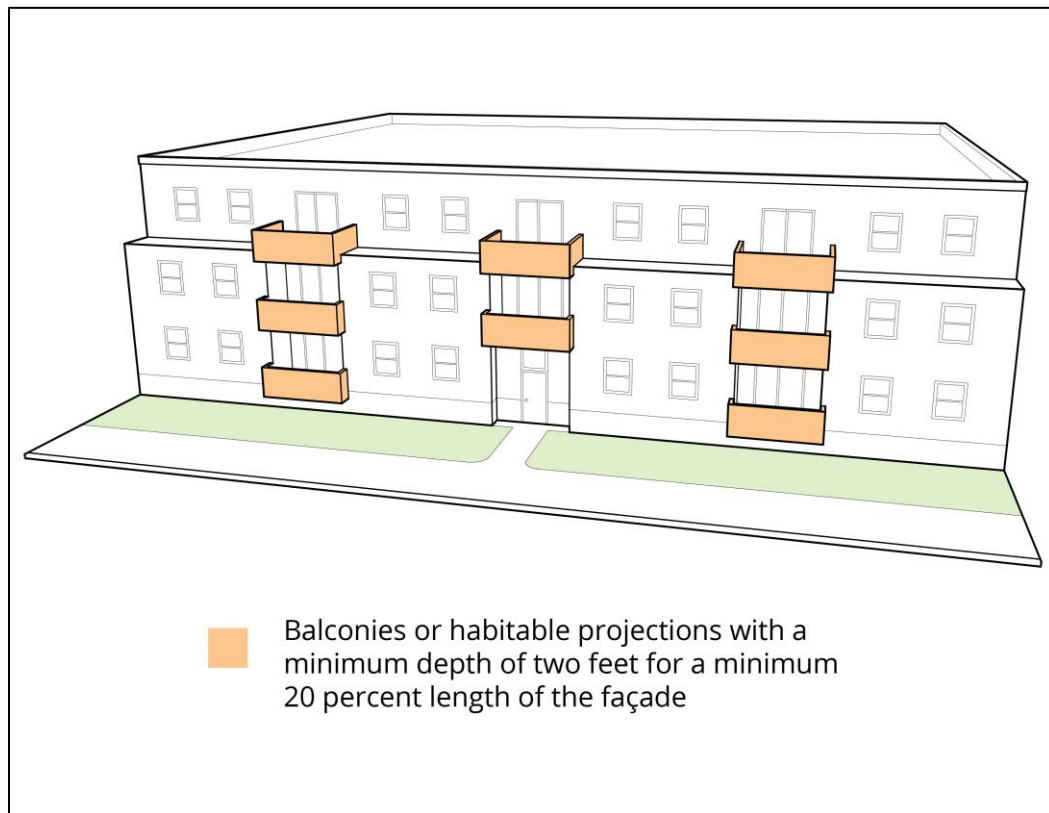 Balconies or habitable projections with a
minimum depth of two feet for a minimum
20 percent length of the façade